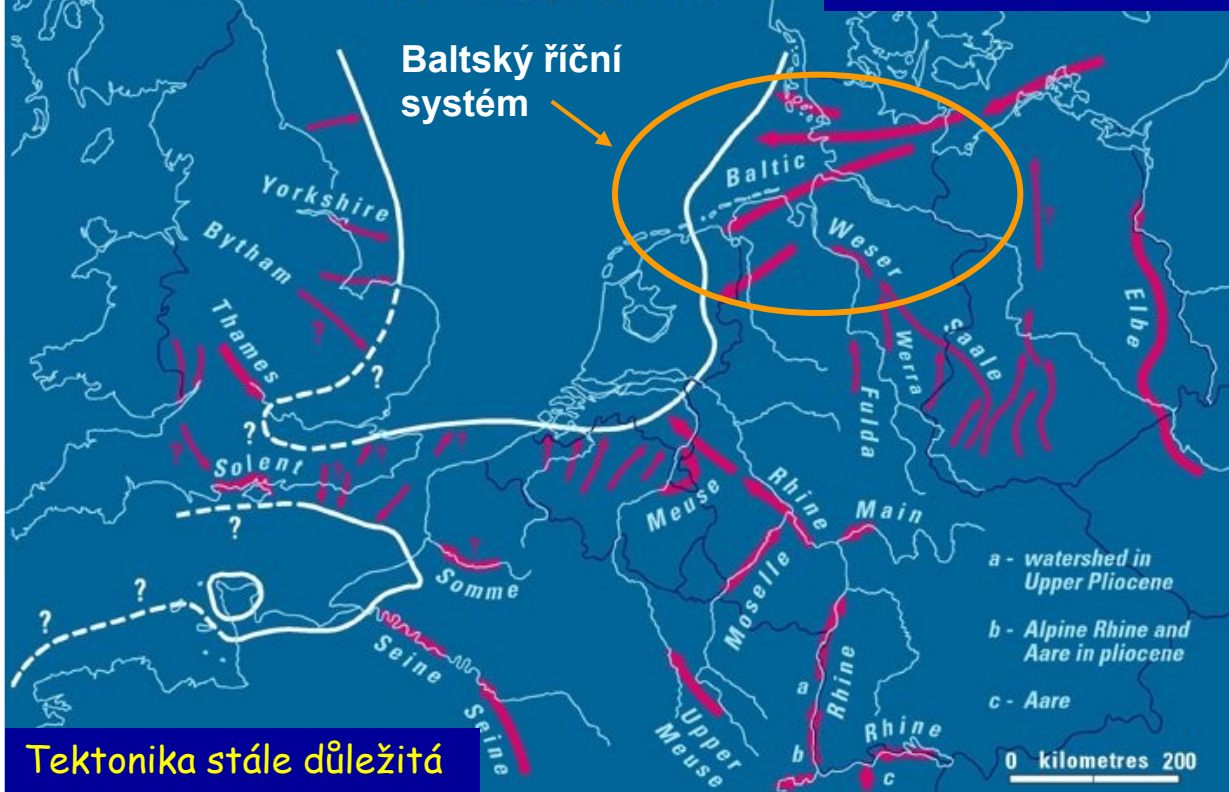 Baltský říční
systém
Baltic
Yorkshire
Bytham
Thames
Weser
Saale
Werra
Fulda
Elbe
?
?
?
?
Solent
?
?
?
?
?
?
?
?
?
Meuse
Rhine
Main
Moselle
Somme
?
Seine
Seine
Upper
Meuse
a
Rhine
b
Rhine
c
a - watershed in
Upper Pliocene
b - Alpine Rhine and
Aare in pliocene
c - Aare
0 kilometres 200
Tektonika stále důležitá